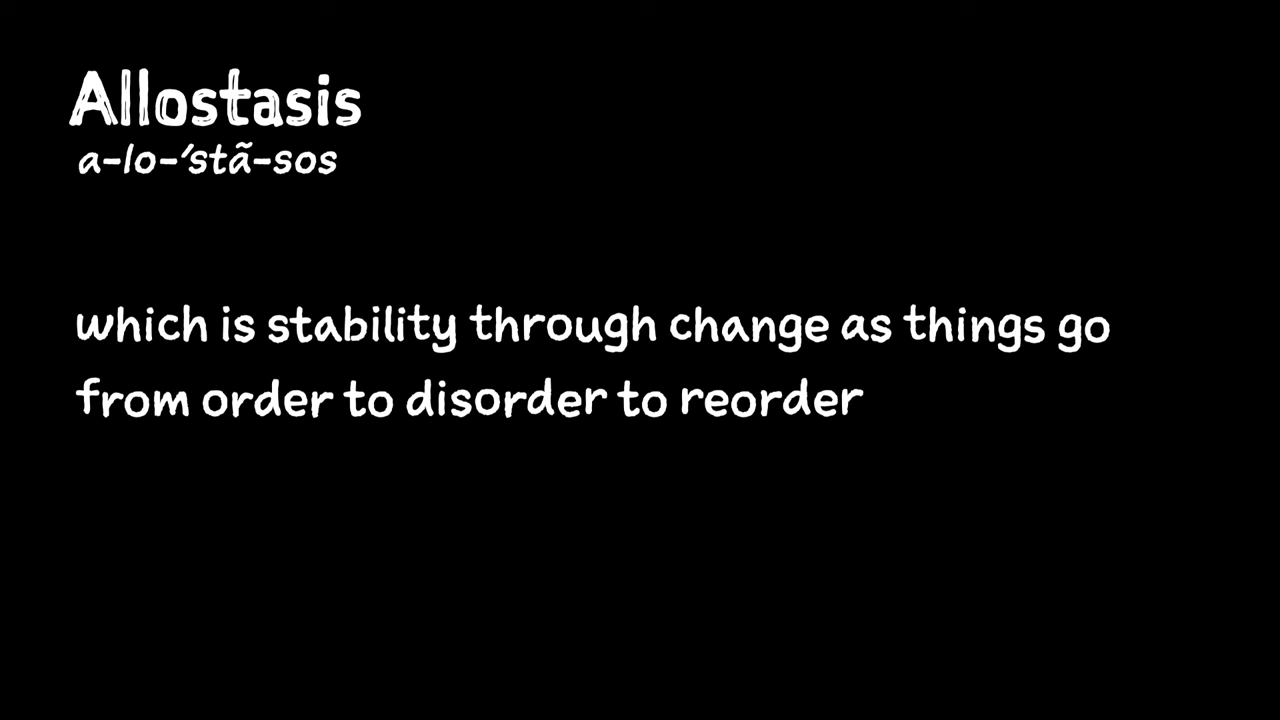 Allostasis
a-lo-'stã-sos
which is stability through change as things go
from order to disorder to reorder